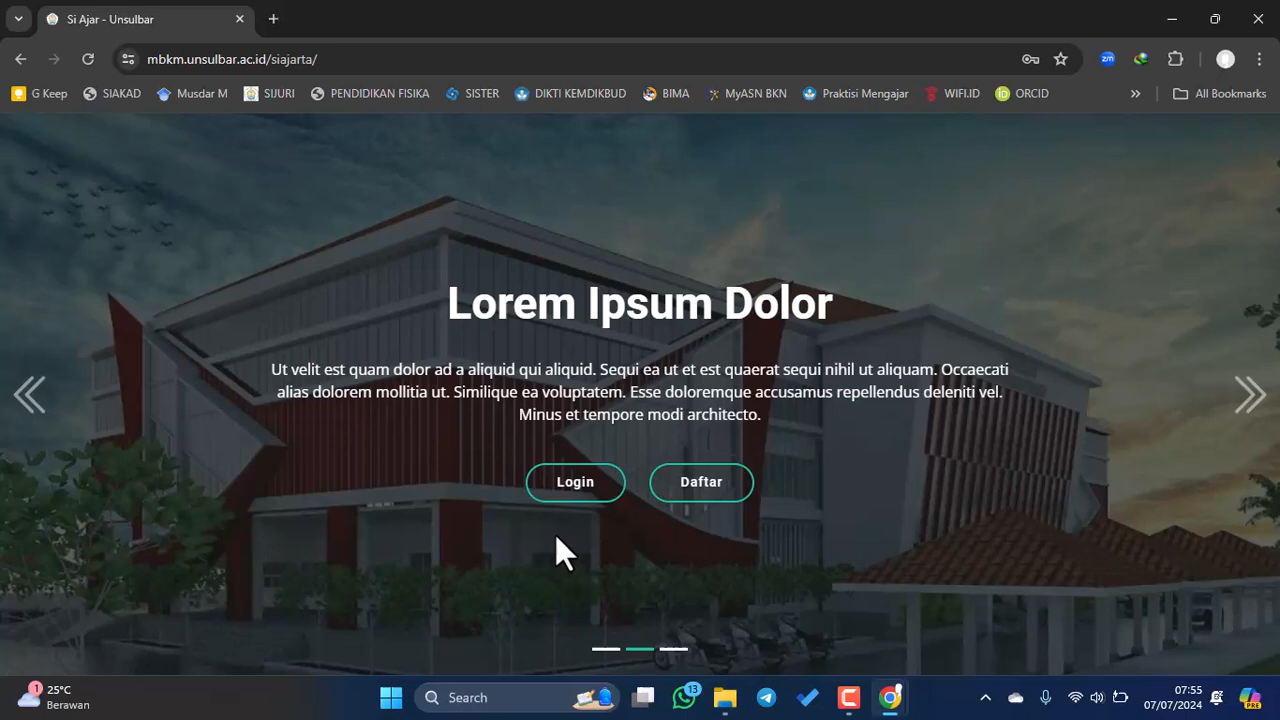 Si Ajar - Unsulbar
mbkm.unsulbar.ac.id/siajarta/
G Keep
SIAKAD
Musdar M
SIJURI
PENDIDIKAN FISIKA
SISTER
DIKTI KEMDIKBUD
BIMA
MyASN BKN
Praktisi Mengajar
WIFI.ID
ORCID
All Bookmarks
Lorem Ipsum Dolor
Ut velit est quam dolor ad a aliquid qui aliquid. Sequi ea ut et est quaerat sequi nihil ut aliquam. Occaecati
alias dolorem mollitia ut. Similique ea voluptatem. Esse doloremque accusamus repellendus deleniti vel.
Minus et tempore modi architecto.
Login
Daftar
1
25°C
Berawan
Search
13
07:55
07/07/2024
zm
PRE